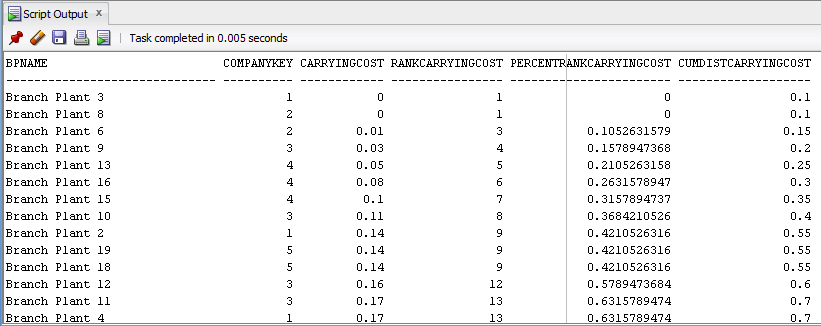 Script Output x
Task completed in 0.005 seconds
BPNAME COMPANYKEY CARRYINGCOST RANKCARRYINGCOST PERCENTRANKCARRYINGCOST CUMDISTCARRYINGCOST
------------------------------ ---------- ------------ ---------------- ----------------------- -------------------
Branch Plant 3 1 0 1 0 0.1
Branch Plant 8 2 0 1 0 0.1
Branch Plant 6 2 0.01 3 0.1052631579 0.15
Branch Plant 9 3 0.03 4 0.1578947368 0.2
Branch Plant 13 4 0.05 5 0.2105263158 0.25
Branch Plant 16 4 0.08 6 0.2631578947 0.3
Branch Plant 15 4 0.1 7 0.3157894737 0.35
Branch Plant 10 3 0.11 8 0.3684210526 0.4
Branch Plant 2 1 0.14 9 0.4210526316 0.55
Branch Plant 19 5 0.14 9 0.4210526316 0.55
Branch Plant 18 5 0.14 9 0.4210526316 0.55
Branch Plant 12 3 0.16 12 0.5789473684 0.6
Branch Plant 11 3 0.17 13 0.6315789474 0.7
Branch Plant 4 1 0.17 13 0.6315789474 0.7